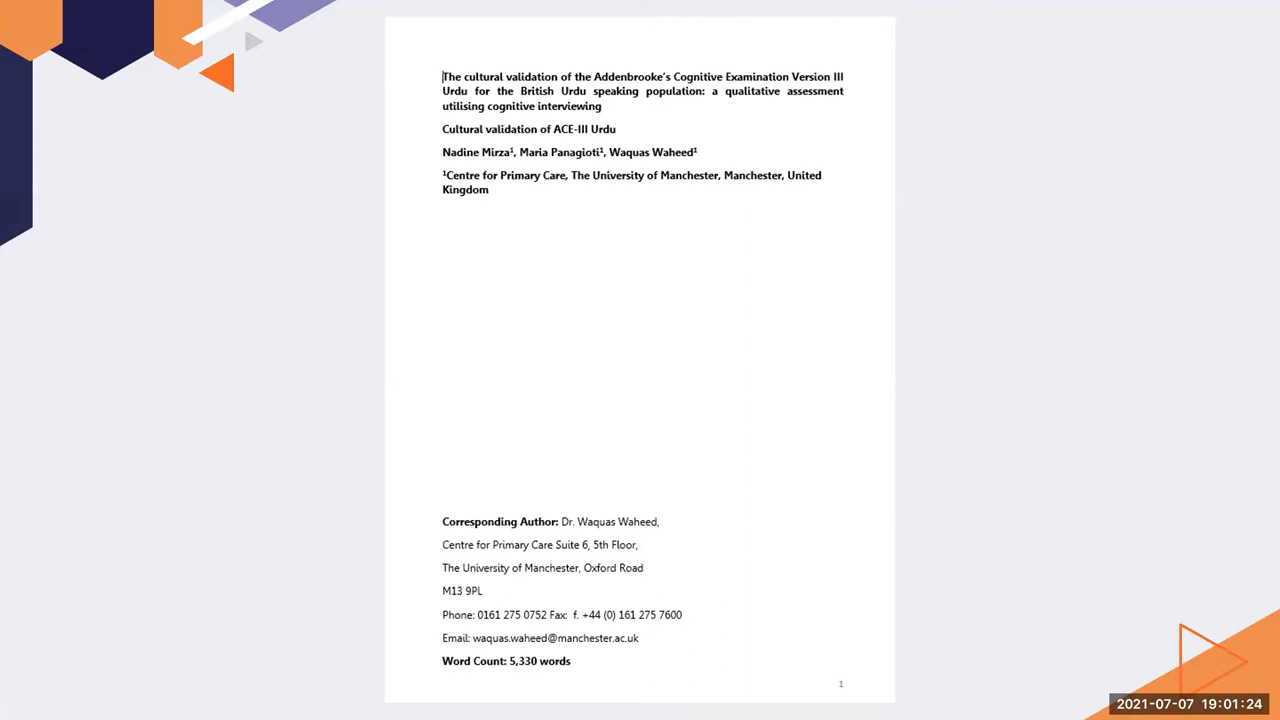 The cultural validation of the Addenbrooke's Cognitive Examination Version III
Urdu for the British Urdu speaking population: a qualitative assessment
utilising cognitive interviewing
Cultural validation of ACE-III Urdu
Nadine Mirza¹, Maria Panagioti¹, Waquas Waheed¹
¹Centre for Primary Care, The University of Manchester, Manchester, United
Kingdom
Corresponding Author: Dr. Waquas Waheed,
Centre for Primary Care Suite 6, 5th Floor,
The University of Manchester, Oxford Road
M13 9PL
Phone: 0161 275 0752 Fax: f. +44 (0) 161 275 7600
Email: waquas.waheed@manchester.ac.uk
Word Count: 5,330 words
1
2021-07-07 19:01:24